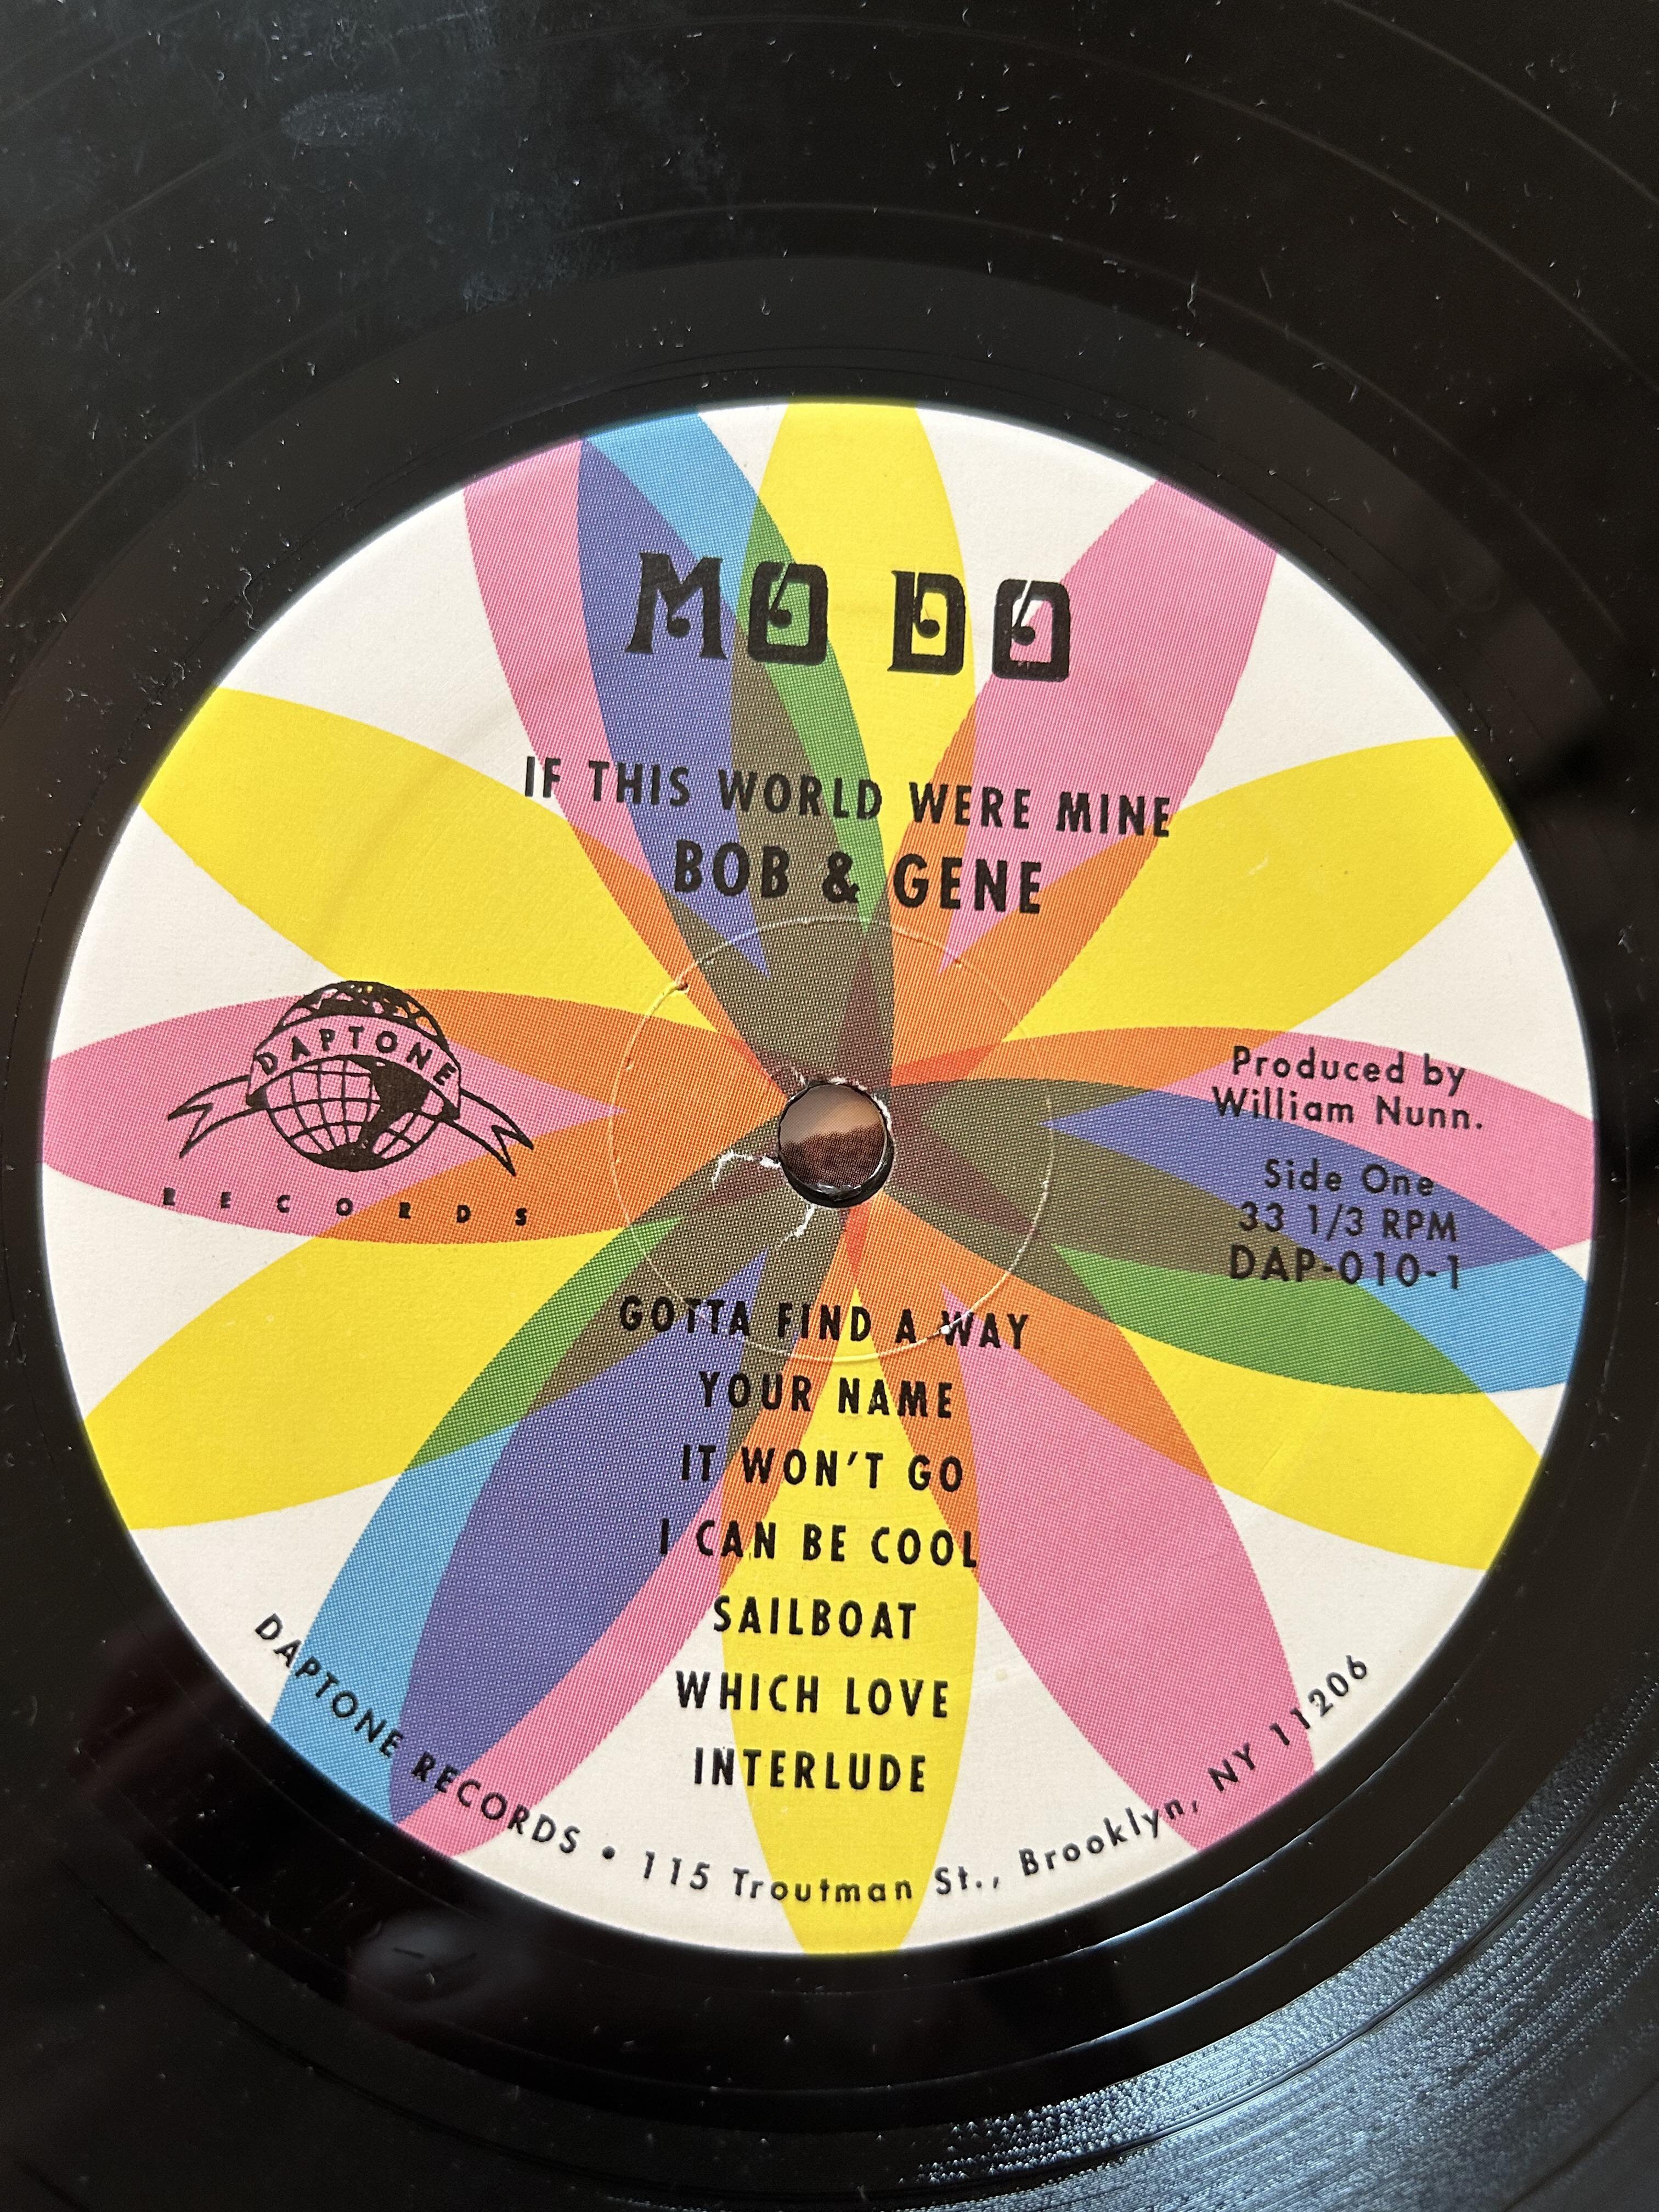 MO DO
IF THIS WORLD WERE MINE
BOB & GENE
DAPTONE
RECORDS
Produced by
William Nunn.
Side One
33 1/3 RPM
DAP-010-1
GOTTA FIND A WAY
YOUR NAME
IT WON'T GO
I CAN BE COOL
SAILBOAT
WHICH LOVE
INTERLUDE
DAPTONE RECORDS • 115 Troutman St., Brooklyn, NY 11206